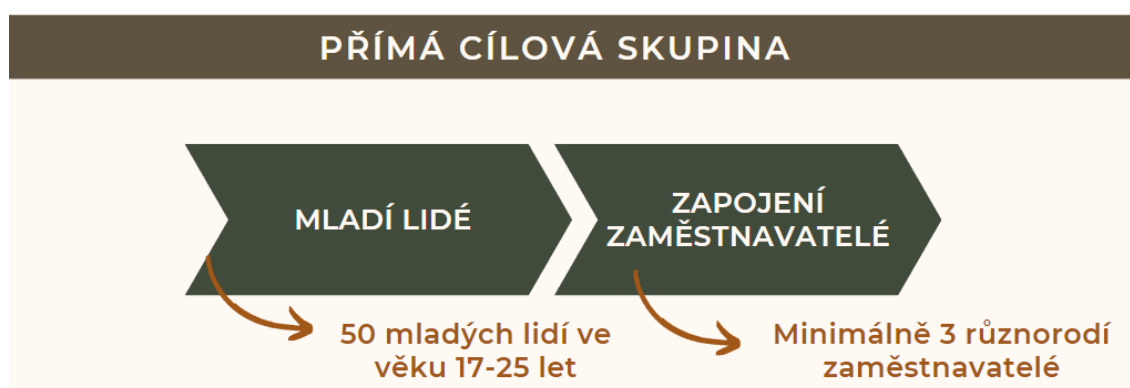 PŘÍMÁ CÍLOVÁ SKUPINA
MLADÍ LIDÉ
ZAPOJENÍ
ZAMĚSTNAVATELÉ
50 mladých lidí ve
věku 17-25 let
Minimálně 3 různorodí
zaměstnavatelé